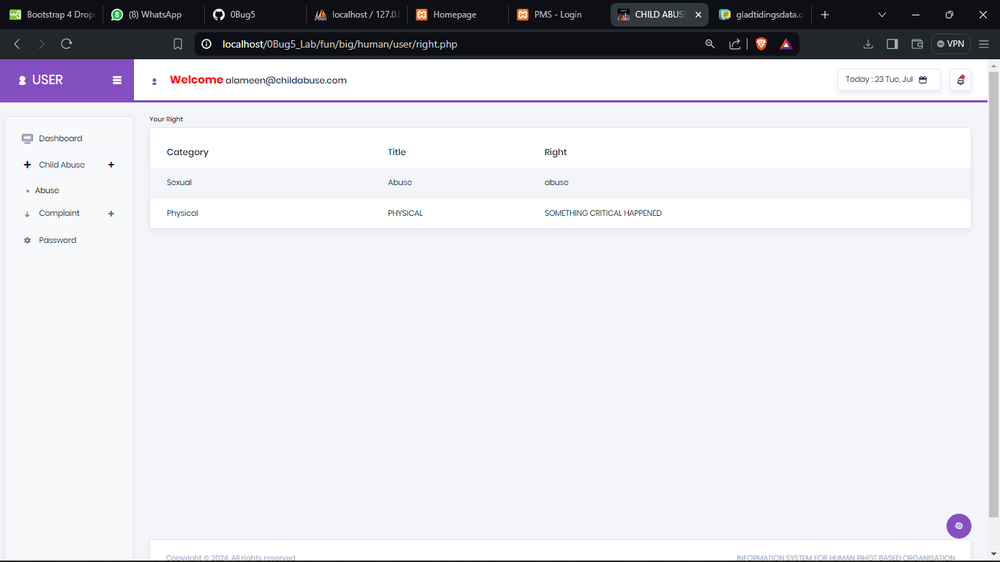 Bootstrap 4 Drop
(8) WhatsApp
0Bug5
localhost / 127.0.0
Homepage
PMS - Login
CHILD ABUSE
gladtidingsdata.c
localhost/0Bug5_Lab/fun/big/human/user/right.php
VPN
USER
Welcome alameen@childabuse.com
Today : 23 Tue, Jul
Dashboard
Child Abuse
Abuse
Complaint
Password
Your Right
Category Title Right
Sexual Abuse abuse
Physical PHYSICAL SOMETHING CRITICAL HAPPENED
Copyright © 2024. All rights reserved.
INFORMATION SYSTEM FOR HUMAN RIHGT BASED ORGANISATION